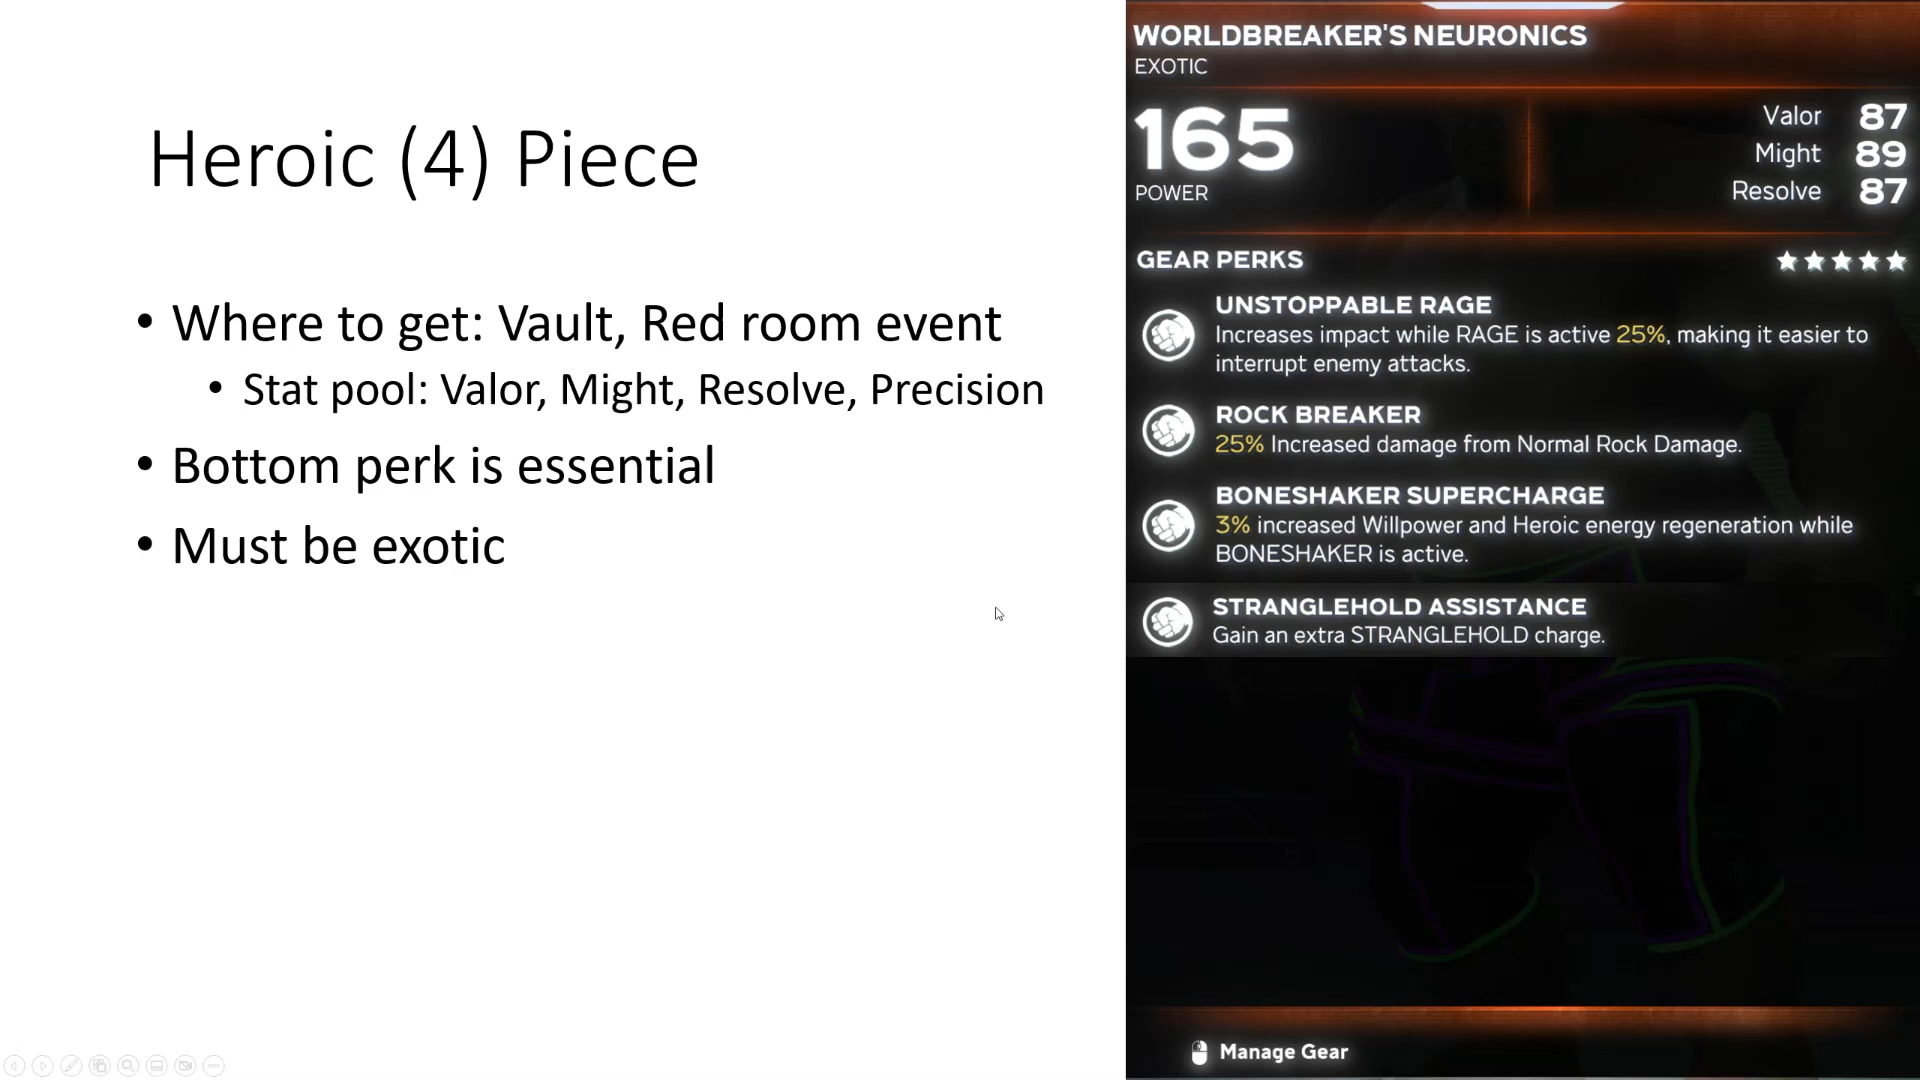 Heroic (4) Piece
• Where to get: Vault, Red room event
• Stat pool: Valor, Might, Resolve, Precision
• Bottom perk is essential
• Must be exotic
WORLDBREAKER'S NEURONICS
EXOTIC
165
POWER
Valor 87
Might 89
Resolve 87
GEAR PERKS
UNSTOPPABLE RAGE
Increases impact while RAGE is active 25%, making it easier to
interrupt enemy attacks.
ROCK BREAKER
25% Increased damage from Normal Rock Damage.
BONESHAKER SUPERCHARGE
3% increased Willpower and Heroic energy regeneration while
BONESHAKER is active.
STRANGLEHOLD ASSISTANCE
Gain an extra STRANGLEHOLD charge.
Manage Gear